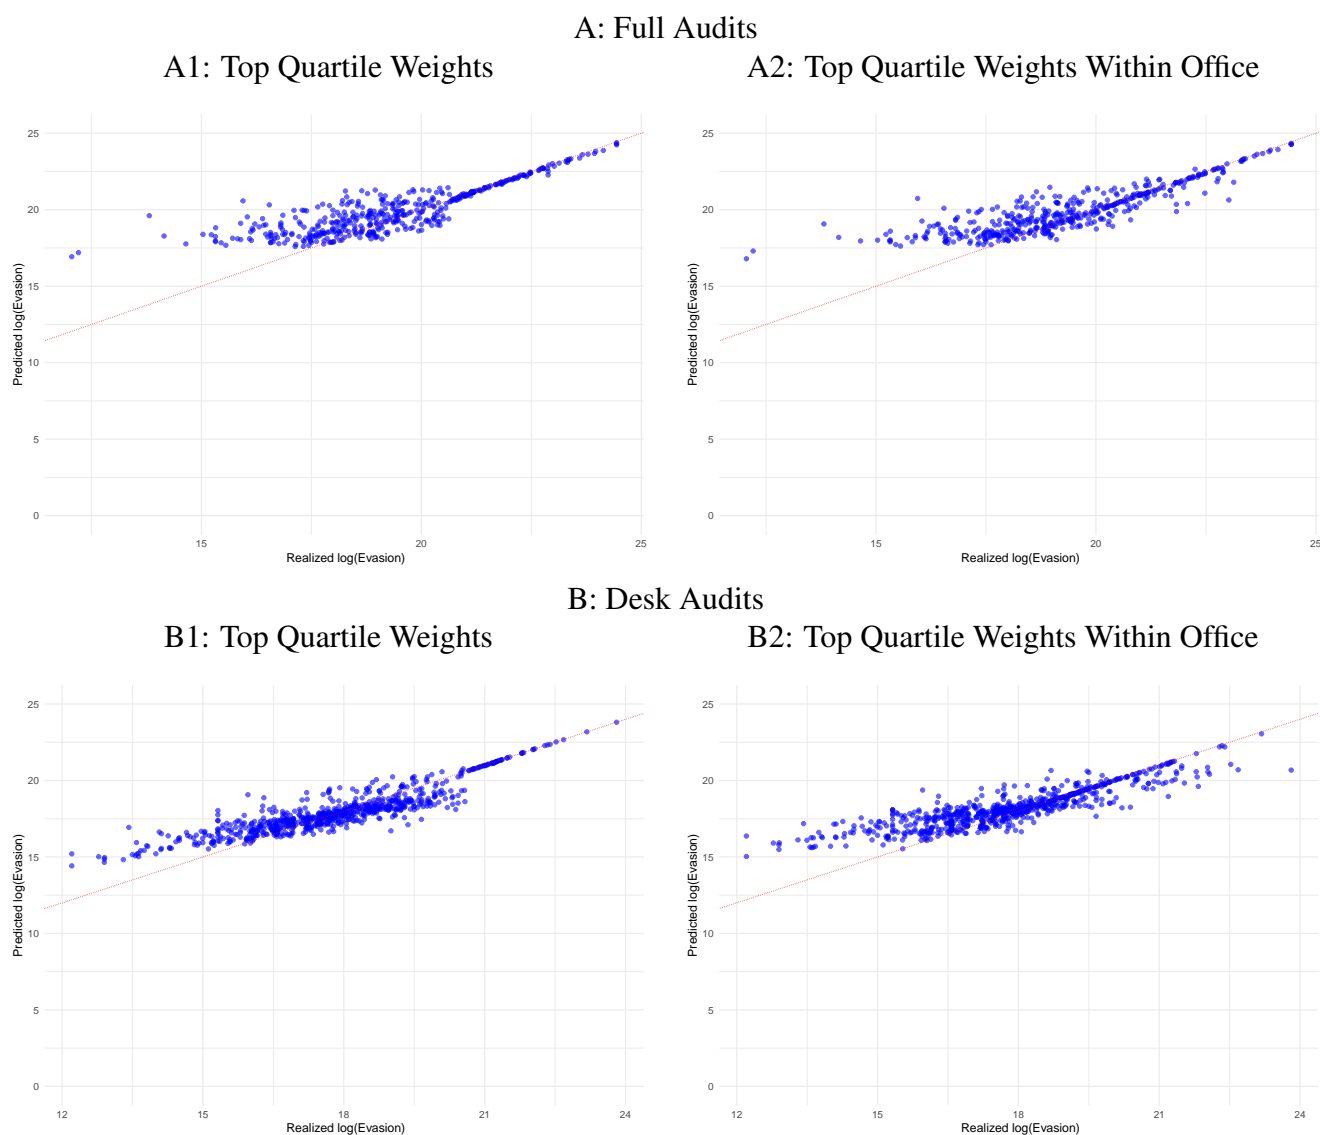 A: Full Audits
A1: Top Quartile Weights
A2: Top Quartile Weights Within Office
25
20
15
10
5
0
Predicted log(Evasion)
15
20
25
Realized log(Evasion)
25
20
15
10
5
0
Predicted log(Evasion)
15
20
25
Realized log(Evasion)
B: Desk Audits
B1: Top Quartile Weights
B2: Top Quartile Weights Within Office
25
20
15
10
5
0
Predicted log(Evasion)
12
15
18
21
24
Realized log(Evasion)
25
20
15
10
5
0
Predicted log(Evasion)
12
15
18
21
24
Realized log(Evasion)